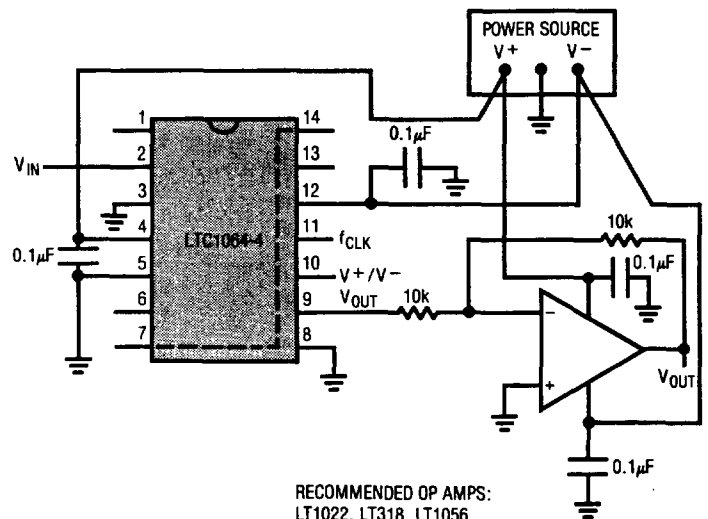 POWER SOURCE
V+ V−
1 14
0.1μF
VIN 2 13
3 12
LTC1064-4
4 11 fCLK
10k
0.1μF
5 10 V+/V−
0.1μF
VOUT
6 9
10k
−
7 8
+
VOUT
0.1μF
RECOMMENDED OP AMPS:
LT1022, LT318, LT1056